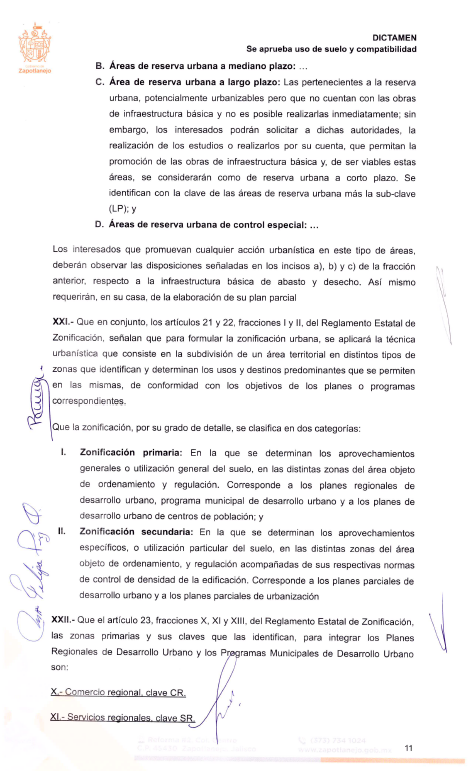 Zapotlanejo
DICTAMEN
Se aprueba uso de suelo y compatibilidad
B. Áreas de reserva urbana a mediano plazo: ...
C. Área de reserva urbana a largo plazo: Las pertenecientes a la reserva
urbana, potencialmente urbanizables pero que no cuentan con las obras
de infraestructura básica y no es posible realizarlas inmediatamente; sin
embargo, los interesados podrán solicitar a dichas autoridades, la
realización de los estudios o realizarlos por su cuenta, que permitan la
promoción de las obras de infraestructura básica y, de ser viables estas
áreas, se considerarán como de reserva urbana a corto plazo. Se
identifican con la clave de las áreas de reserva urbana más la sub-clave
(LP); y
D. Áreas de reserva urbana de control especial: ...
Los interesados que promuevan cualquier acción urbanística en este tipo de áreas,
deberán observar las disposiciones señaladas en los incisos a), b) y c) de la fracción
anterior, respecto a la infraestructura básica de abasto y desecho. Así mismo
requerirán, en su casa, de la elaboración de su plan parcial
XXI.- Que en conjunto, los artículos 21 y 22, fracciones I y II, del Reglamento Estatal de
Zonificación, señalan que para formular la zonificación urbana, se aplicará la técnica
urbanística que consiste en la subdivisión de un área territorial en distintos tipos de
zonas que identifican y determinan los usos y destinos predominantes que se permiten
en las mismas, de conformidad con los objetivos de los planes o programas
correspondientes.
Que la zonificación, por su grado de detalle, se clasifica en dos categorías:
I. Zonificación primaria: En la que se determinan los aprovechamientos
generales o utilización general del suelo, en las distintas zonas del área objeto
de ordenamiento y regulación. Corresponde a los planes regionales de
desarrollo urbano, programa municipal de desarrollo urbano y a los planes de
desarrollo urbano de centros de población; y
II. Zonificación secundaria: En la que se determinan los aprovechamientos
específicos, o utilización particular del suelo, en las distintas zonas del área
objeto de ordenamiento, y regulación acompañadas de sus respectivas normas
de control de densidad de la edificación. Corresponde a los planes parciales de
desarrollo urbano y a los planes parciales de urbanización
XXII.- Que el artículo 23, fracciones X, XI y XIII, del Reglamento Estatal de Zonificación,
las zonas primarias y sus claves que las identifican, para integrar los Planes
Regionales de Desarrollo Urbano y los Programas Municipales de Desarrollo Urbano
son:
X.- Comercio regional, clave CR.
XI.- Servicios regionales, clave SR.
11